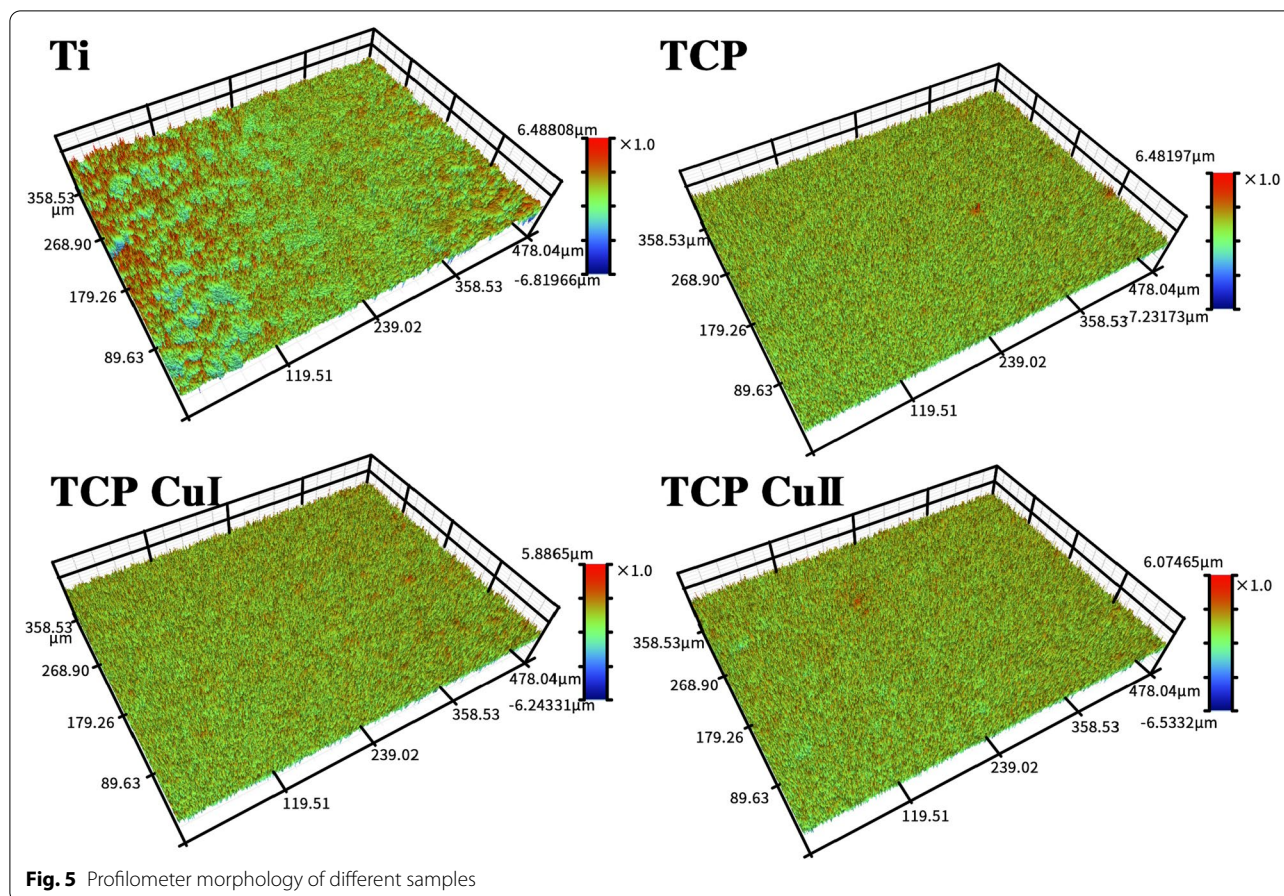 Ti
6.48808μm
×1.0
358.53
μm
268.90
179.26
89.63
119.51
239.02
358.53
478.04μm
-6.81966μm
TCP
6.48197μm
×1.0
358.53μm
268.90
179.26
89.63
119.51
239.02
358.53
478.04μm
-7.23173μm
TCP CuⅠ
5.8865μm
×1.0
358.53
μm
268.90
179.26
89.63
119.51
239.02
358.53
478.04μm
-6.24331μm
TCP CuⅡ
6.07465μm
×1.0
358.53μm
268.90
179.26
89.63
119.51
239.02
358.53
478.04μm
-6.5332μm
Fig. 5 Profilometer morphology of different samples